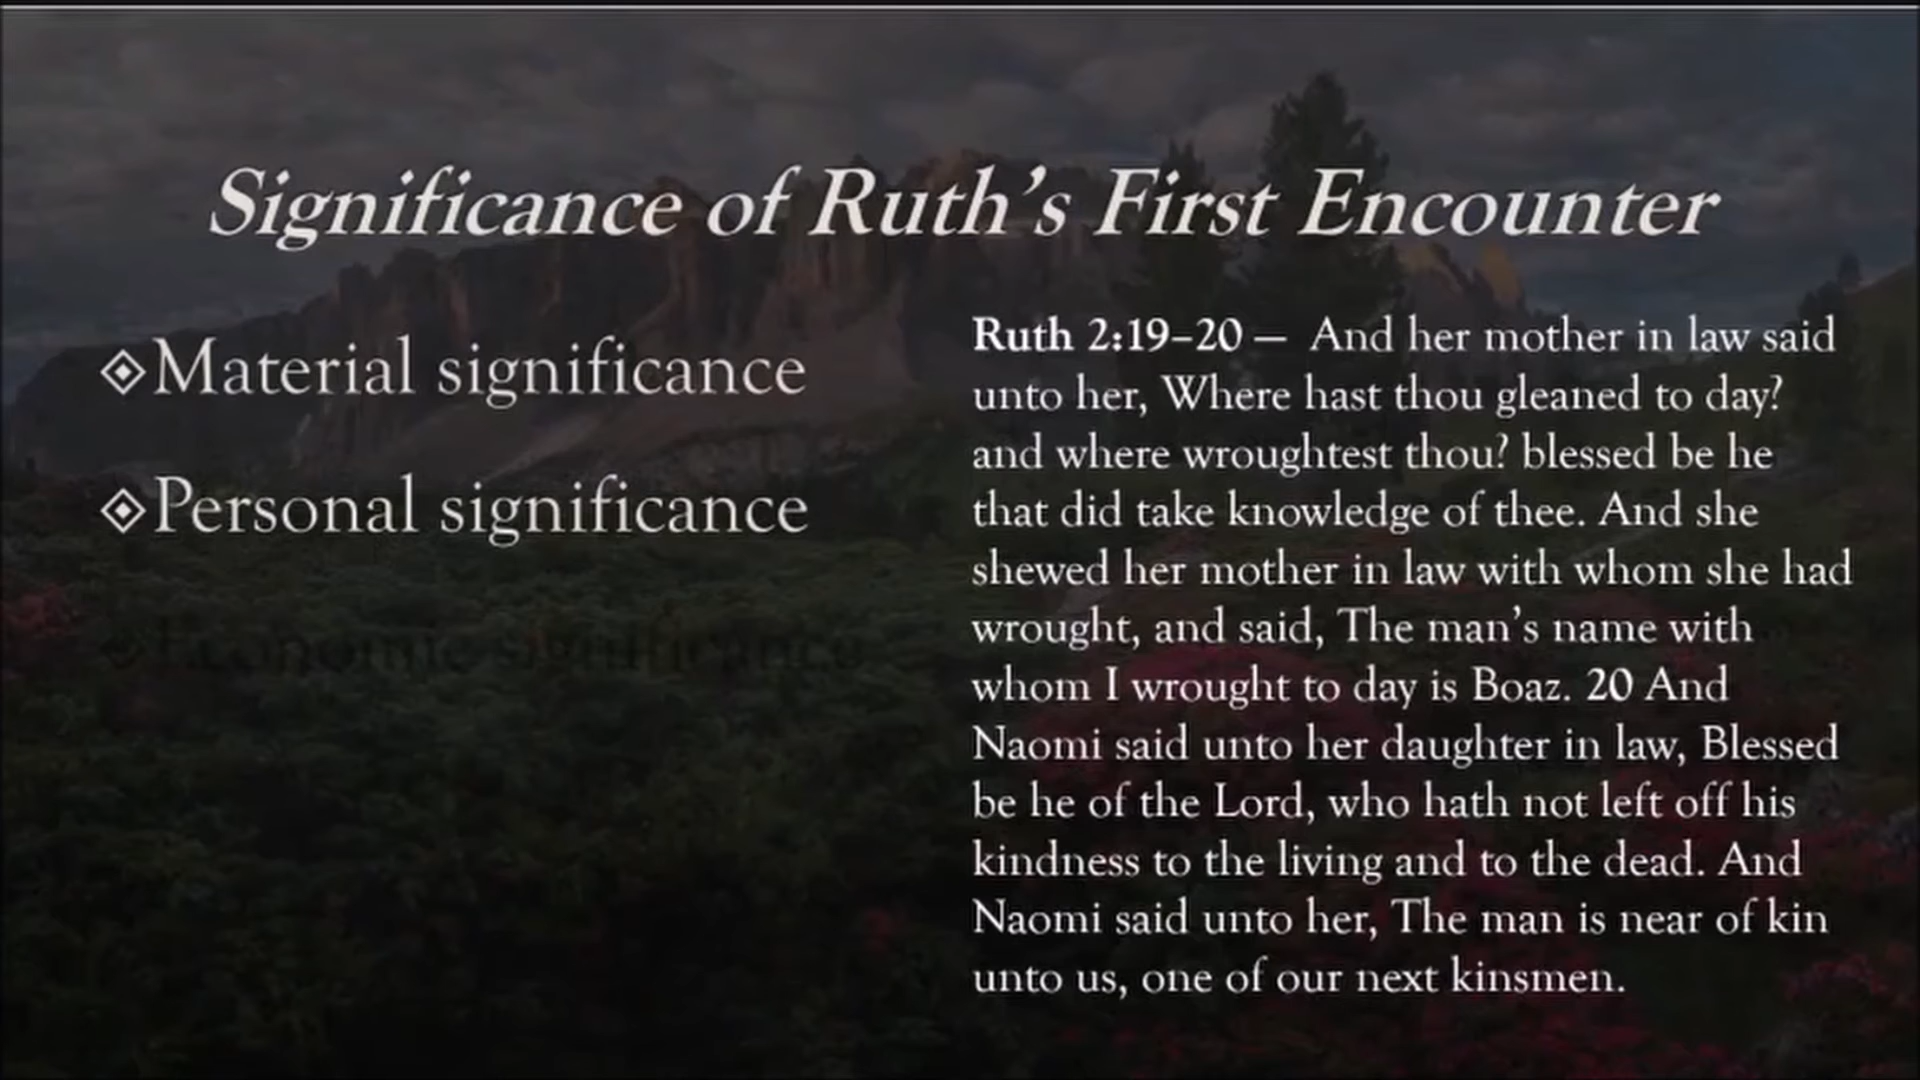 Significance of Ruth's First Encounter
◈Material significance
◈Personal significance
Economic significance
Ruth 2:19–20 — And her mother in law said
unto her, Where hast thou gleaned to day?
and where wroughtest thou? blessed be he
that did take knowledge of thee. And she
shewed her mother in law with whom she had
wrought, and said, The man's name with
whom I wrought to day is Boaz. 20 And
Naomi said unto her daughter in law, Blessed
be he of the Lord, who hath not left off his
kindness to the living and to the dead. And
Naomi said unto her, The man is near of kin
unto us, one of our next kinsmen.